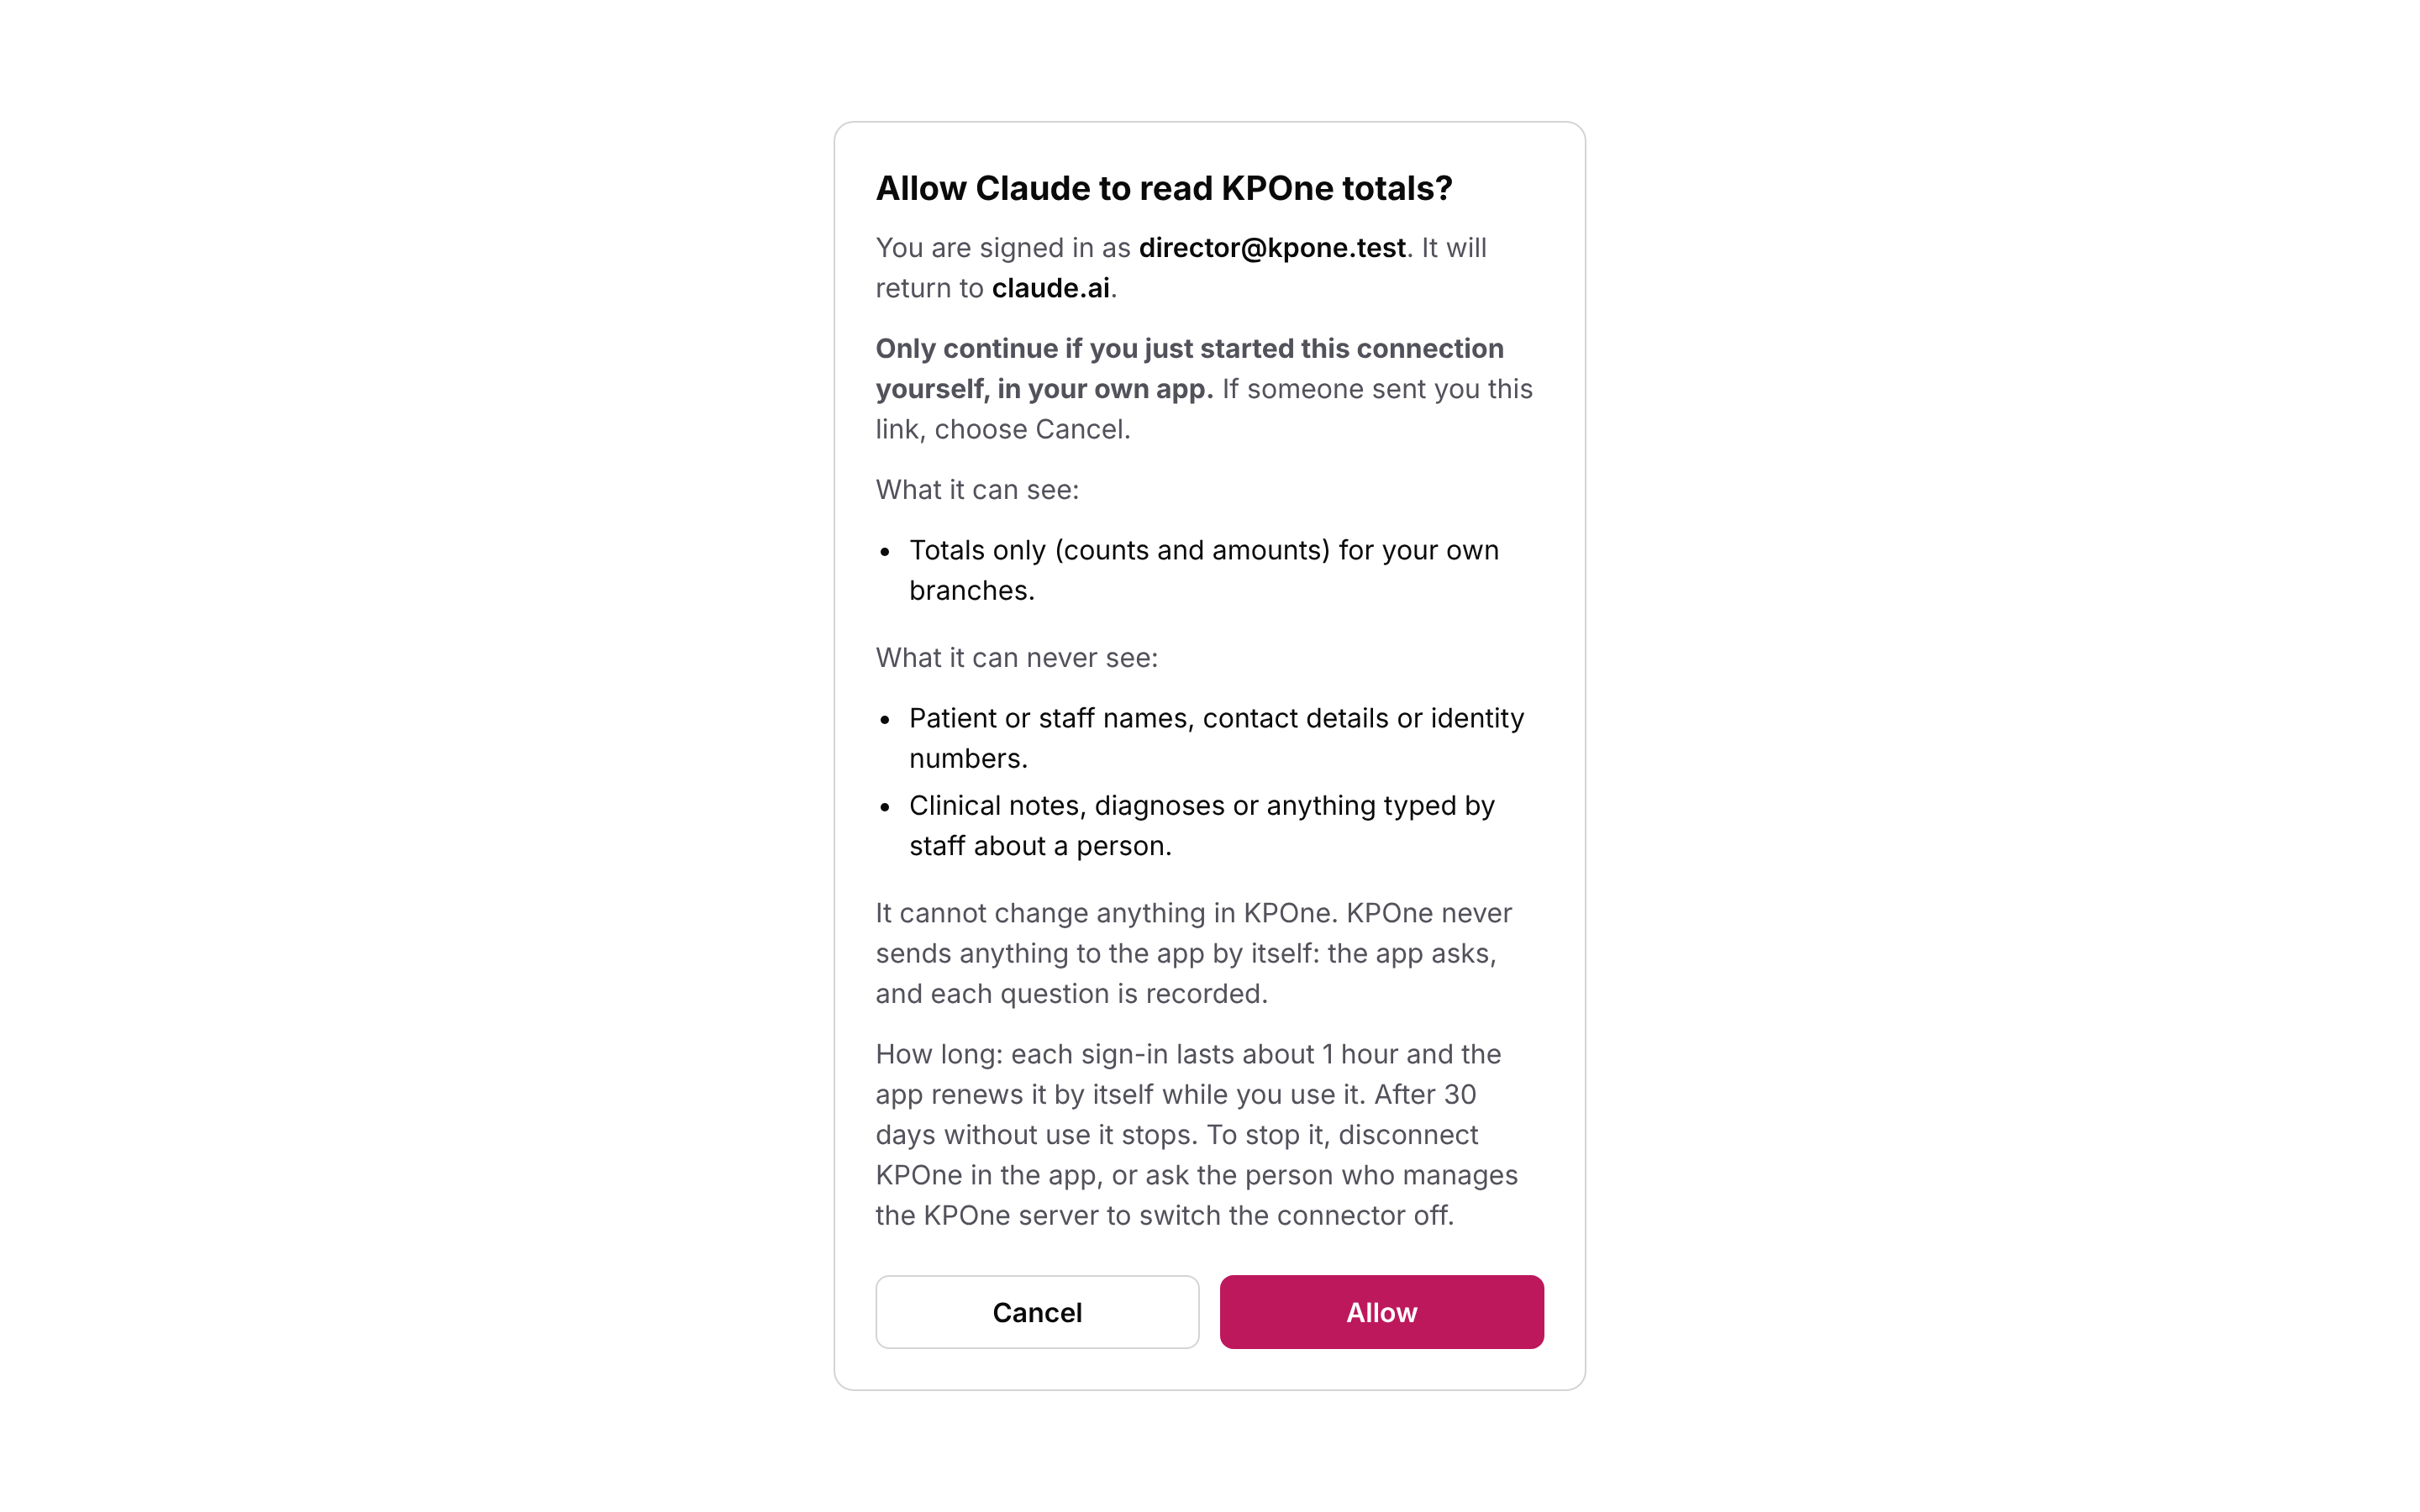 Allow Claude to read KPOne totals?
You are signed in as director@kpone.test. It will
return to claude.ai.
Only continue if you just started this connection
yourself, in your own app. If someone sent you this
link, choose Cancel.
What it can see:
• Totals only (counts and amounts) for your own
branches.
What it can never see:
• Patient or staff names, contact details or identity
numbers.
• Clinical notes, diagnoses or anything typed by
staff about a person.
It cannot change anything in KPOne. KPOne never
sends anything to the app by itself: the app asks,
and each question is recorded.
How long: each sign-in lasts about 1 hour and the
app renews it by itself while you use it. After 30
days without use it stops. To stop it, disconnect
KPOne in the app, or ask the person who manages
the KPOne server to switch the connector off.
Cancel
Allow